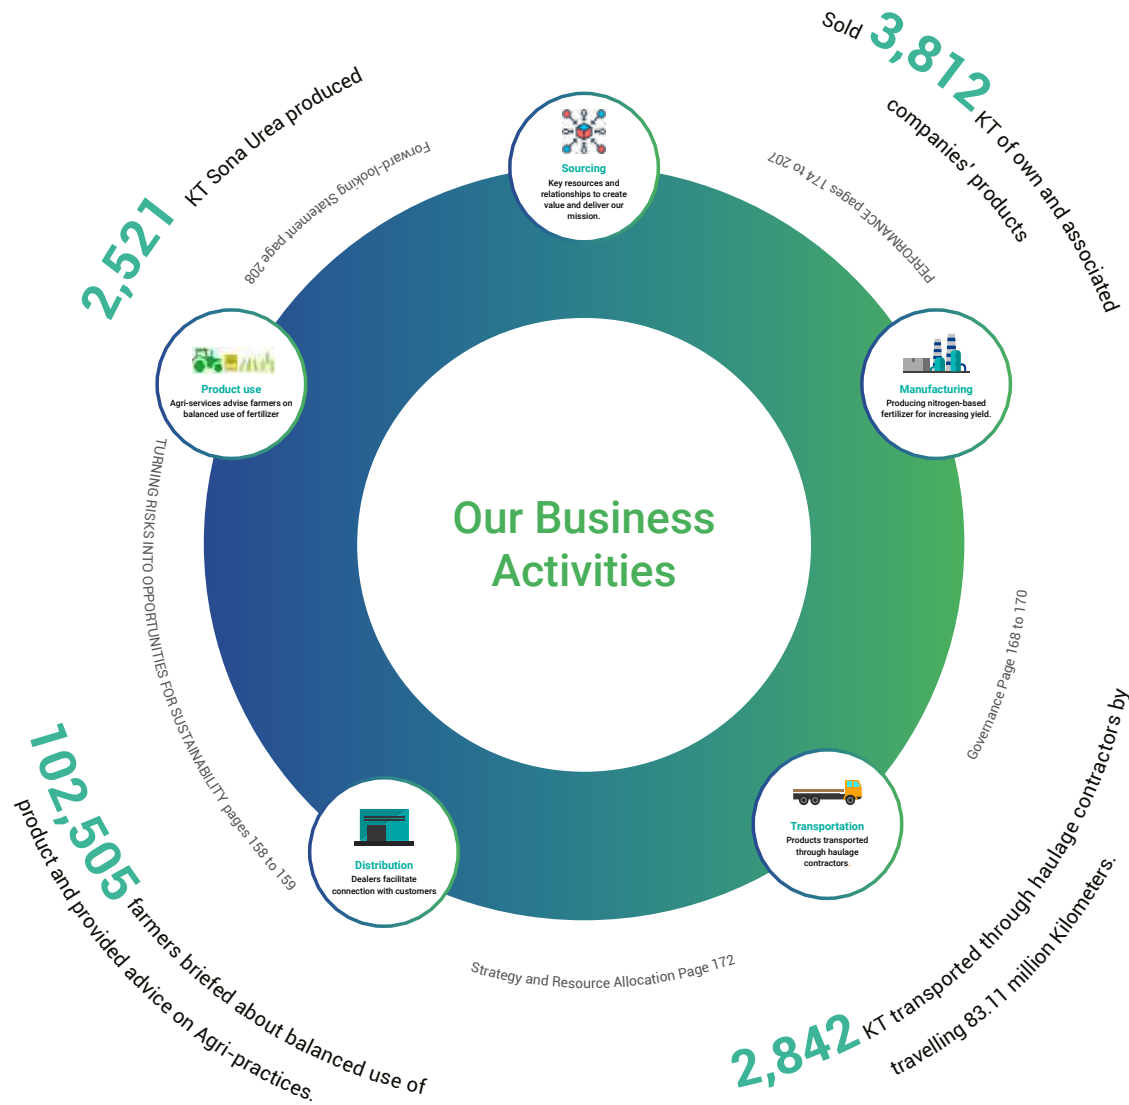 Sold 3,812 KT of own and associated
companies' products
2,521 KT Sona Urea produced
Forward-looking Statement page 208
PERFORMANCE pages 174 to 207
Sourcing
Key resources and
relationships to create
value and deliver our
mission.
Product use
Agri-services advise farmers on
balanced use of fertilizer
Manufacturing
Producing nitrogen-based
fertilizer for increasing yield.
Our Business
Activities
TURNING RISKS INTO OPPORTUNITIES FOR SUSTAINABILITY pages 158 to 159
Governance Page 168 to 170
Transportation
Products transported
through haulage
contractors.
Distribution
Dealers facilitate
connection with customers
Strategy and Resource Allocation Page 172
102,505 farmers briefed about balanced use of
product and provided advice on Agri-practices.
2,842 KT transported through haulage contractors by
travelling 83.11 million Kilometers.